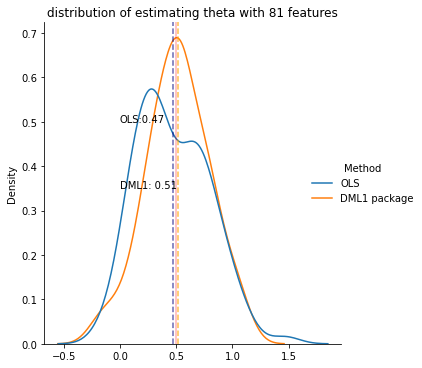 distribution of estimating theta with 81 features
0.7
0.6
0.5
0.4
0.3
0.2
0.1
0.0
Density
OLS:0.47
DML1: 0.51
−0.5
0.0
0.5
1.0
1.5
Method
OLS
DML1 package